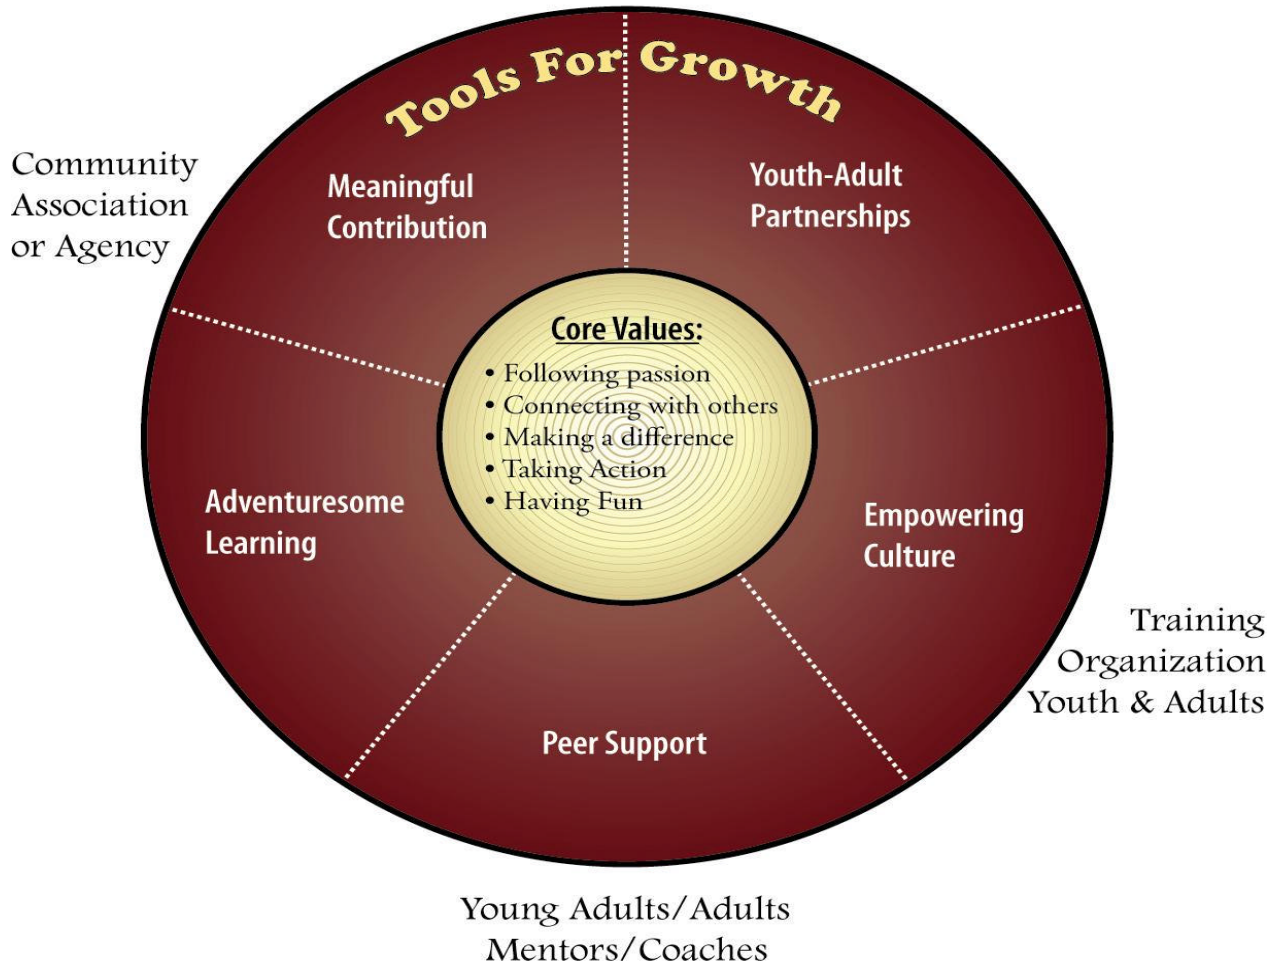 Tools For Growth
Community
Association
or Agency
Meaningful
Contribution
Youth-Adult
Partnerships
Core Values:
• Following passion
• Connecting with others
• Making a difference
• Taking Action
• Having Fun
Adventuresome
Learning
Empowering
Culture
Peer Support
Training
Organization
Youth & Adults
Young Adults/Adults
Mentors/Coaches